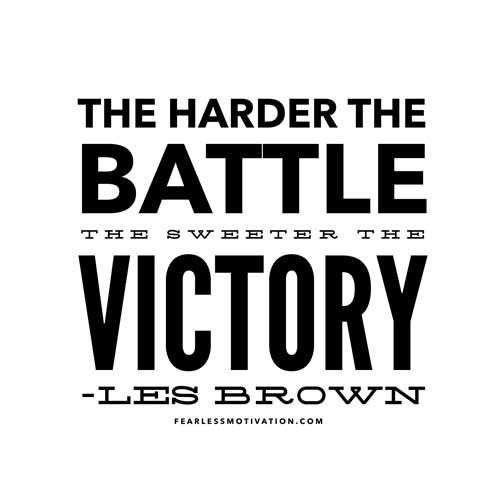 THE HARDER THE
BATTLE
THE SWEETER THE
VICTORY
-LES BROWN
FEARLESSMOTIVATION.COM